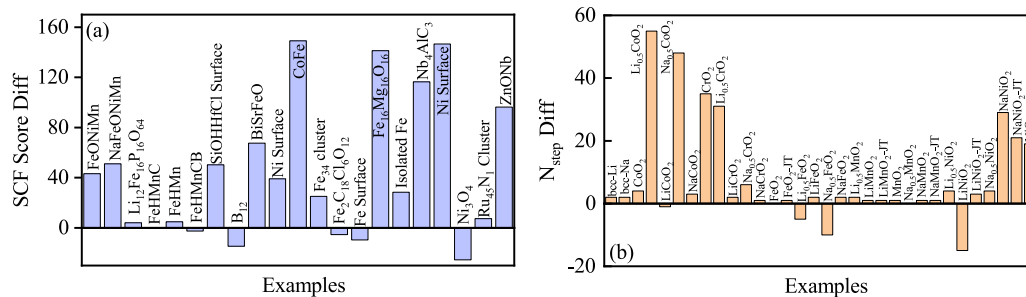 (a)
SCF Score Diff
160
120
80
40
0
FeONiMn
NaFeONiMn
Li12Fe16P16O64
FeHMnC
FeHMn
FeHMnCB
SiOHHfCl Surface
B12
BiSrFeO
Ni Surface
CoFe
Fe34 cluster
Fe2C18Cl6O12
Fe Surface
Fe16Mg16O16
Isolated Fe
Nb4AlC3
Ni Surface
Ni3O4
Ru45N1 Cluster
ZnONb
Examples
(b)
Nstep Diff
60
40
20
0
-20
bcc-Li
bcc-Na
CoO2
Li0.5CoO2
LiCoO2
Na0.5CoO2
NaCoO2
CrO2
Li0.5CrO2
LiCrO2
Na0.5CrO2
NaCrO2
FeO2
FeO2-JT
Li0.5FeO2
LiFeO2
Na0.5FeO2
NaFeO2
Li0.5MnO2
LiMnO2
LiMnO2-JT
MnO2
Na0.5MnO2
NaMnO2
NaMnO2-JT
Li0.5NiO2
LiNiO2
LiNiO2-JT
Na0.5NiO2
NaNiO2
NaNiO2-JT
Examples